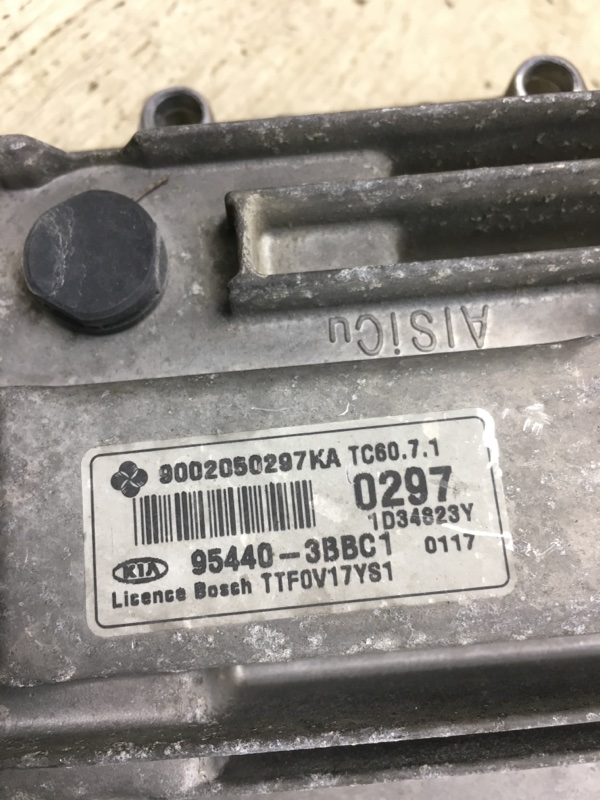 AlSiCu
9002050297KA TC60.7.1
0297
1D34823Y
KIA 95440-3BBC1 0117
Licence Bosch TTF0V17YS1